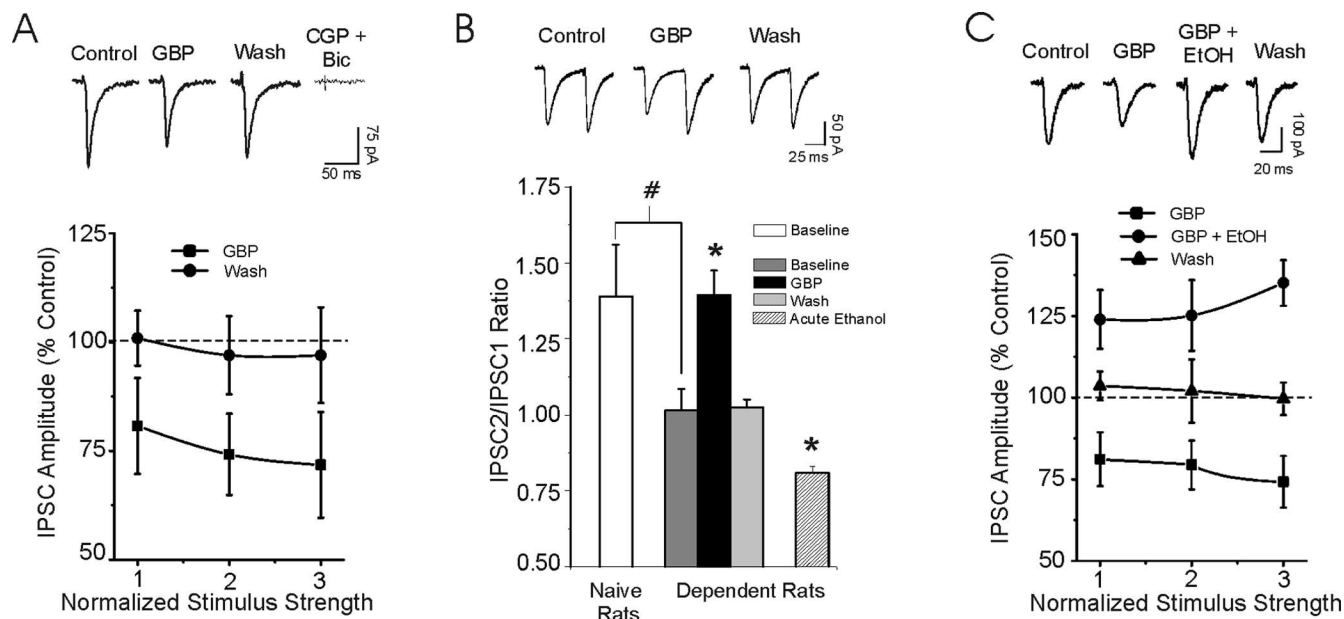 A
Control GBP Wash CGP + Bic
75 pA
50 ms
IPSC Amplitude (% Control)
125
100
75
50
GBP
Wash
1 2 3
Normalized Stimulus Strength
B
Control GBP Wash
50 pA
25 ms
IPSC2/IPSC1 Ratio
1.75
1.50
1.25
1.00
0.75
0.50
#
*
*
Baseline
Baseline
GBP
Wash
Acute Ethanol
Naive Rats
Dependent Rats
C
Control GBP GBP + EtOH Wash
100 pA
20 ms
GBP
GBP + EtOH
Wash
IPSC Amplitude (% Control)
150
125
100
75
50
1 2 3
Normalized Stimulus Strength